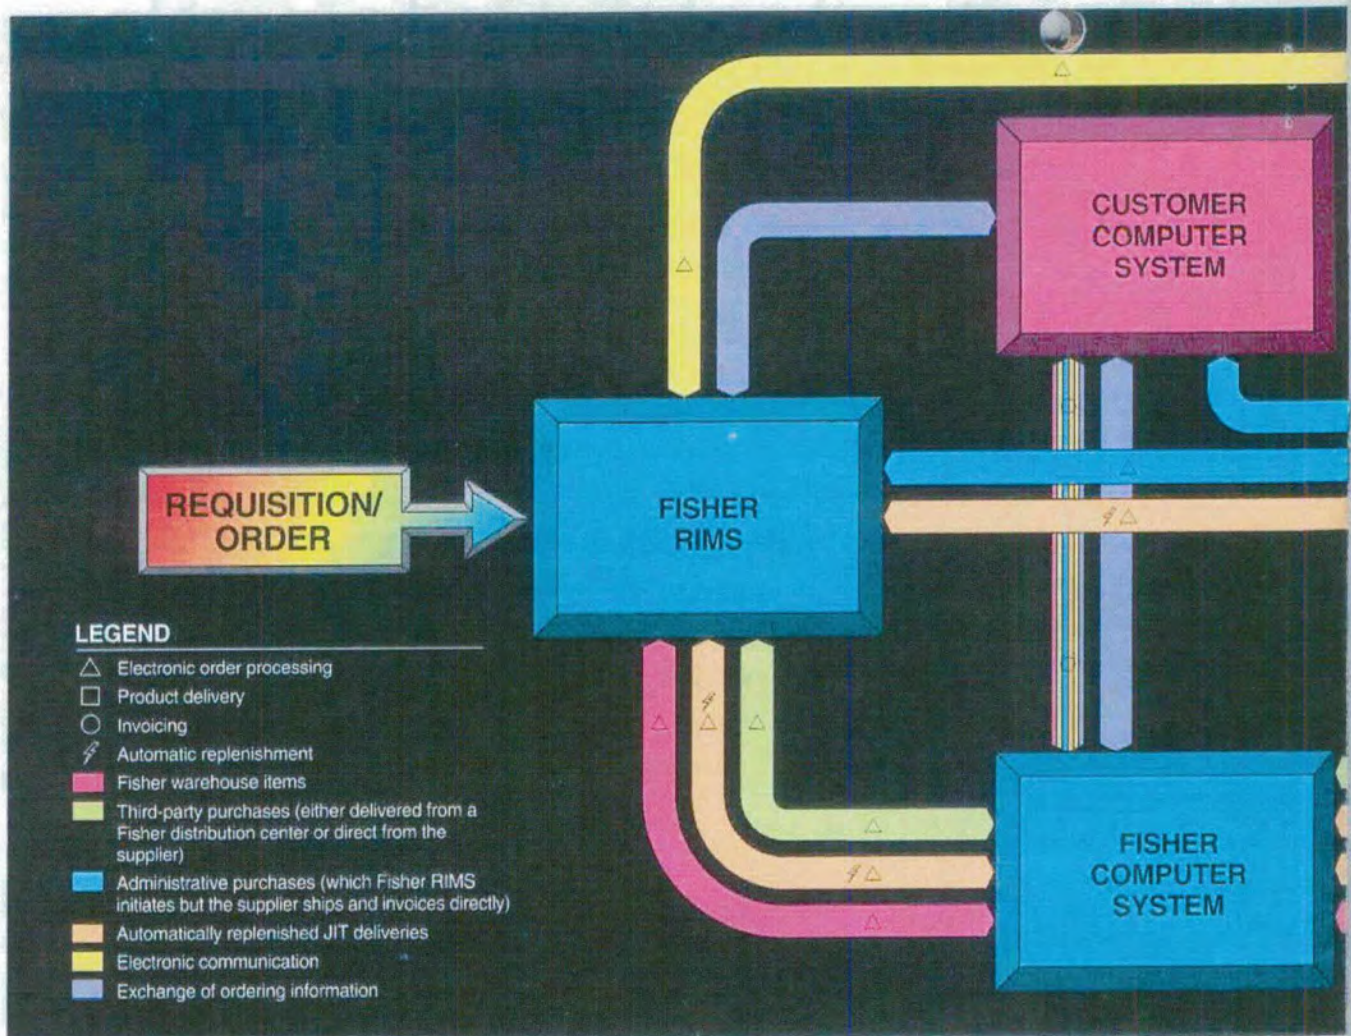 CUSTOMER
COMPUTER
SYSTEM
REQUISITION/
ORDER
FISHER
RIMS
LEGEND
Electronic order processing
Product delivery
Invoicing
Automatic replenishment
Fisher warehouse items
Third-party purchases (either delivered from a
Fisher distribution center or direct from the
supplier)
Administrative purchases (which Fisher RIMS
initiates but the supplier ships and invoices directly)
Automatically replenished JIT deliveries
Electronic communication
Exchange of ordering information
FISHER
COMPUTER
SYSTEM